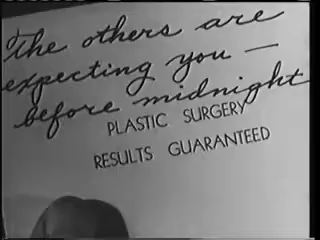 The others are
expecting you —
before midnight
PLASTIC SURGERY
RESULTS GUARANTEED